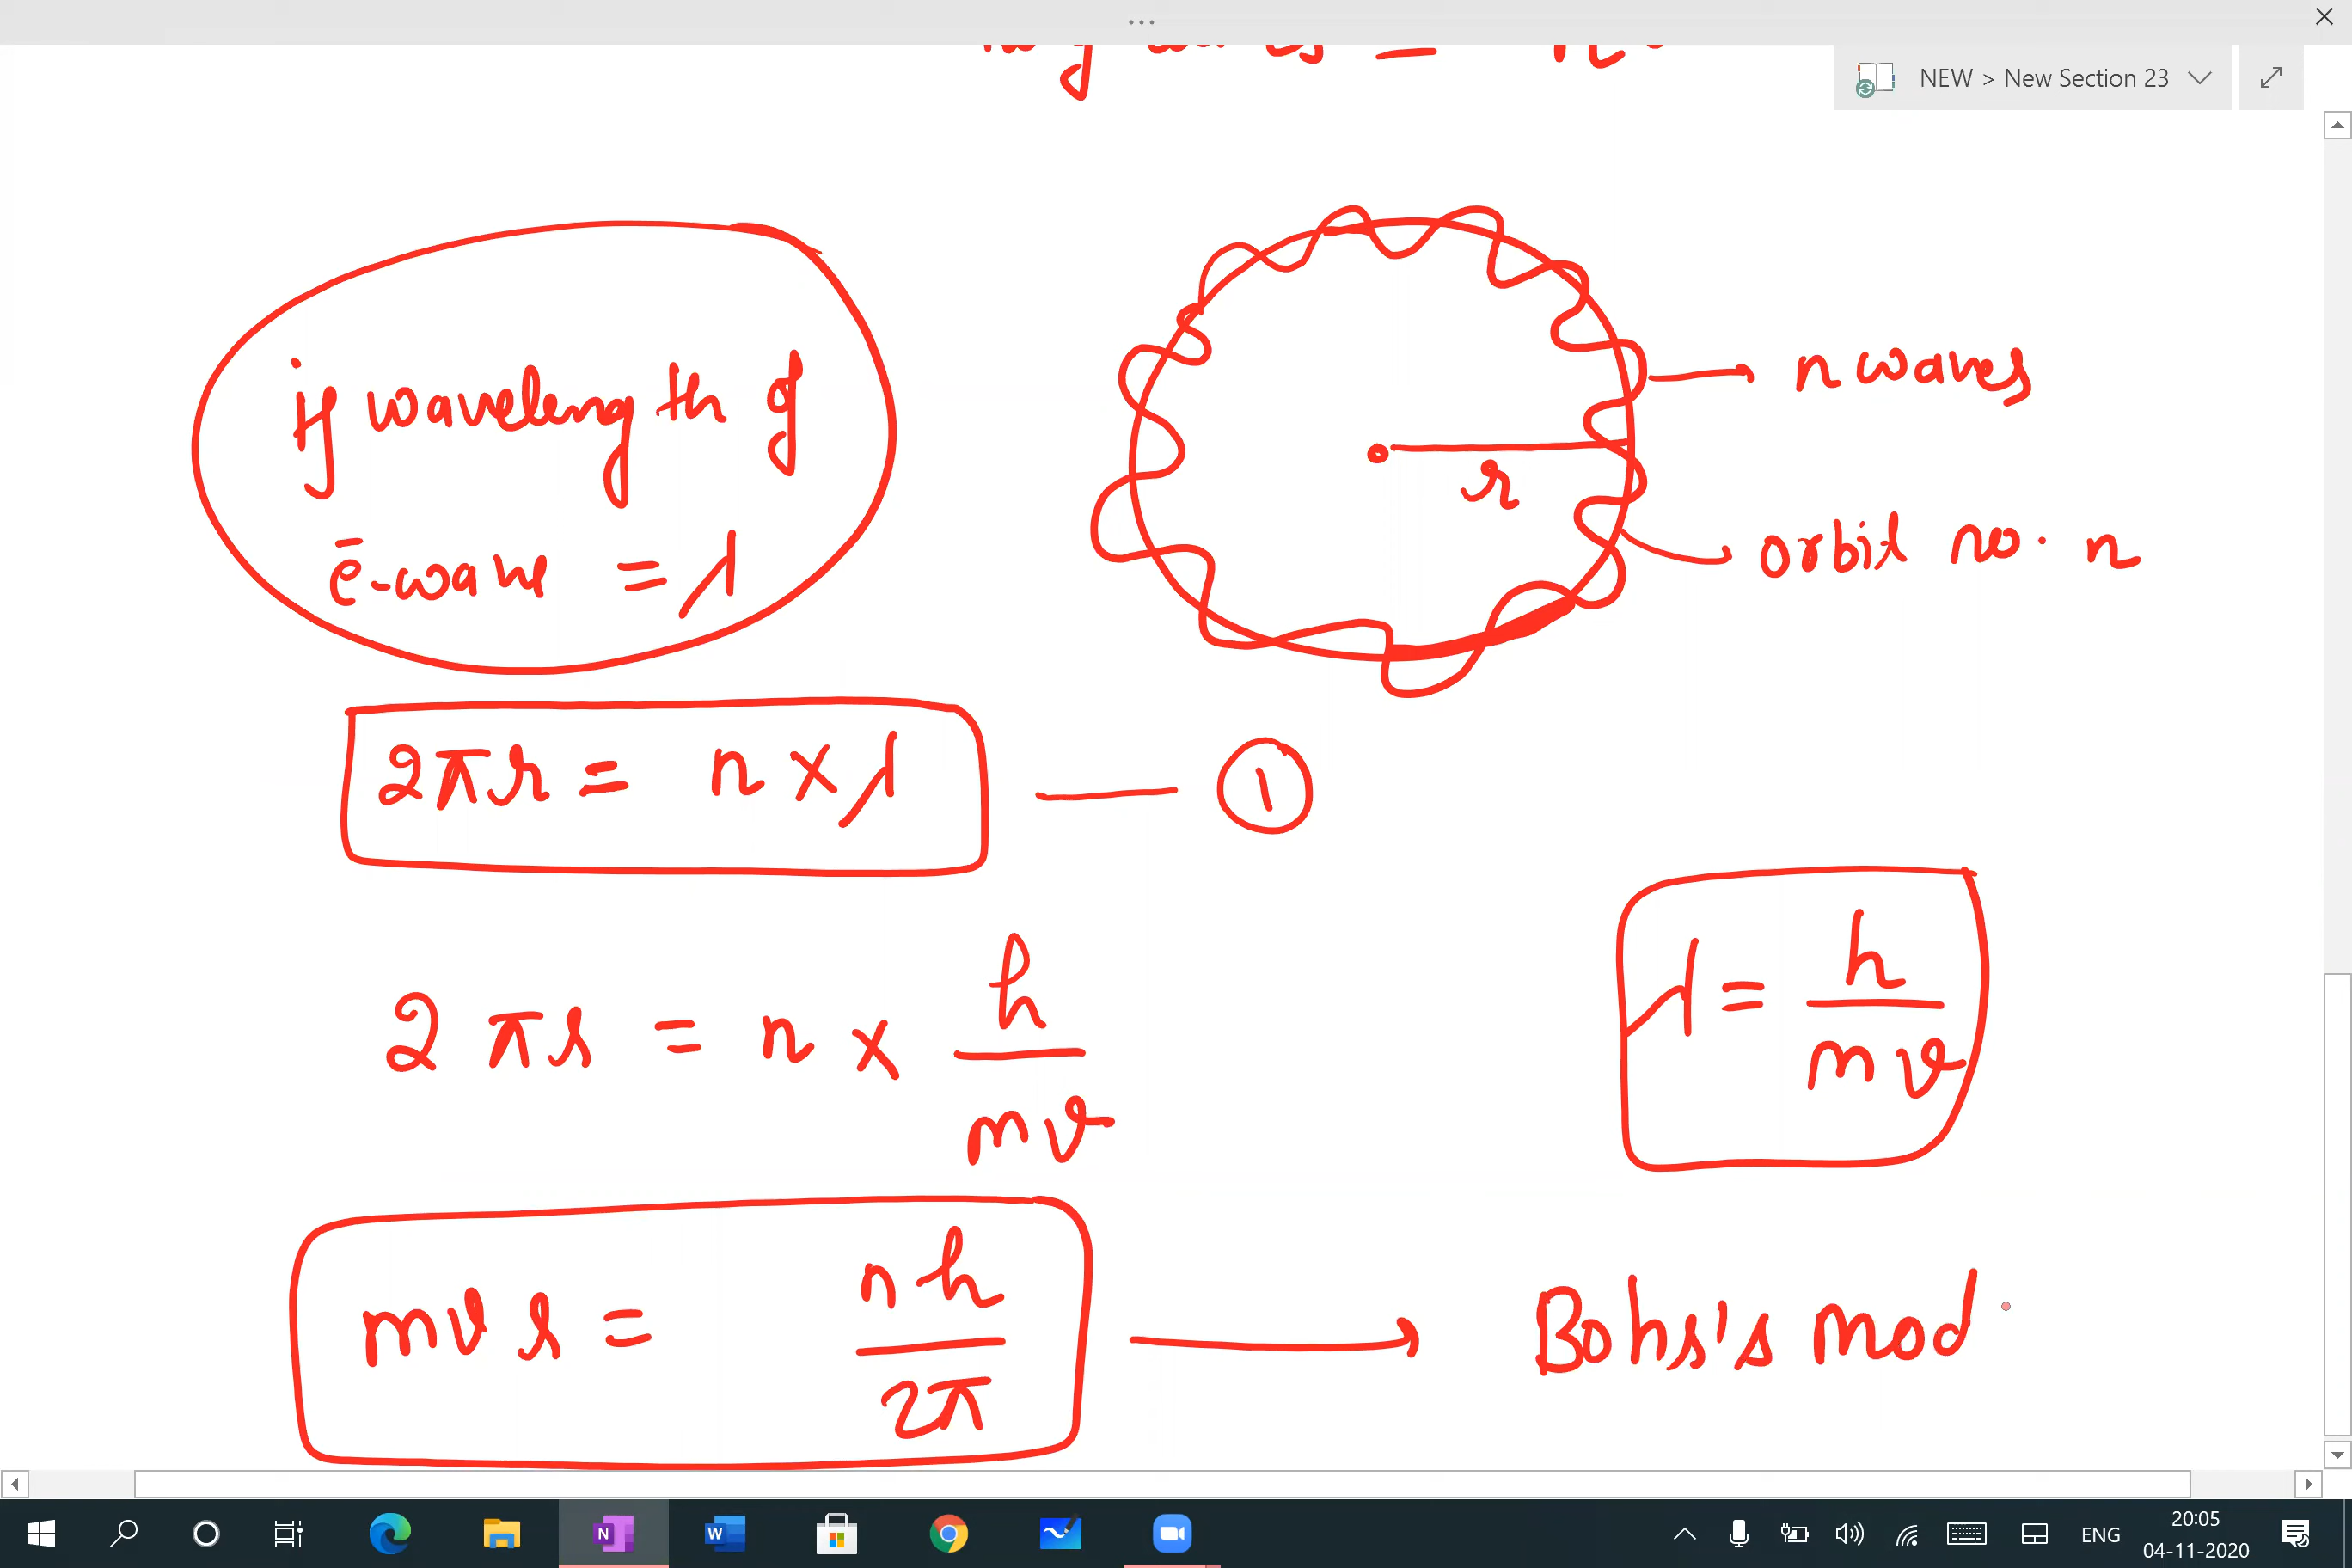 NEW > New Section 23
if wavelength of
ē-wave = λ
n waves
r
orbit no. n
2πr = n × λ —— ①
2πr = n × h/mv
λ = h/mv
mvr = nh/2π → Bohr's mod
N
W
ENG
20:05
04-11-2020